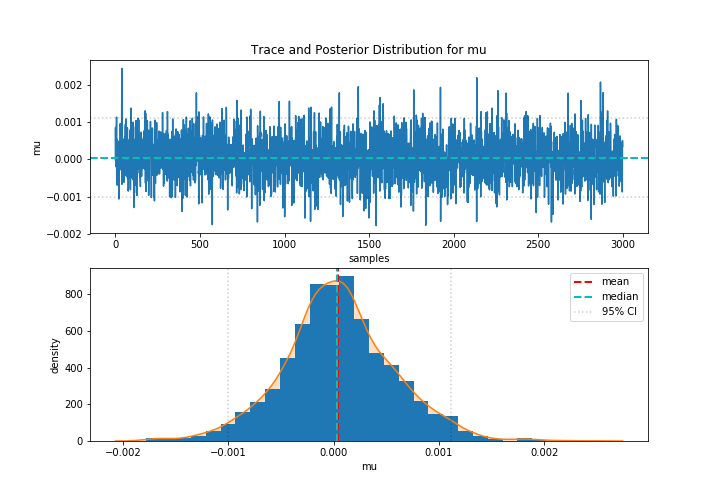 Trace and Posterior Distribution for mu
mu
0.002
0.001
0.000
−0.001
−0.002
0 500 1000 1500 2000 2500 3000
samples
density
800
600
400
200
0
mean
median
95% CI
−0.002 −0.001 0.000 0.001 0.002
mu